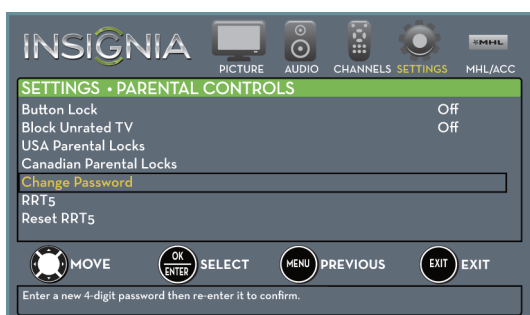 INSIGNIA
PICTURE AUDIO CHANNELS SETTINGS MHL/ACC
MHL
SETTINGS • PARENTAL CONTROLS
Button Lock Off
Block Unrated TV Off
USA Parental Locks
Canadian Parental Locks
Change Password
RRT5
Reset RRT5
MOVE OK ENTER SELECT MENU PREVIOUS EXIT EXIT
Enter a new 4-digit password then re-enter it to confirm.